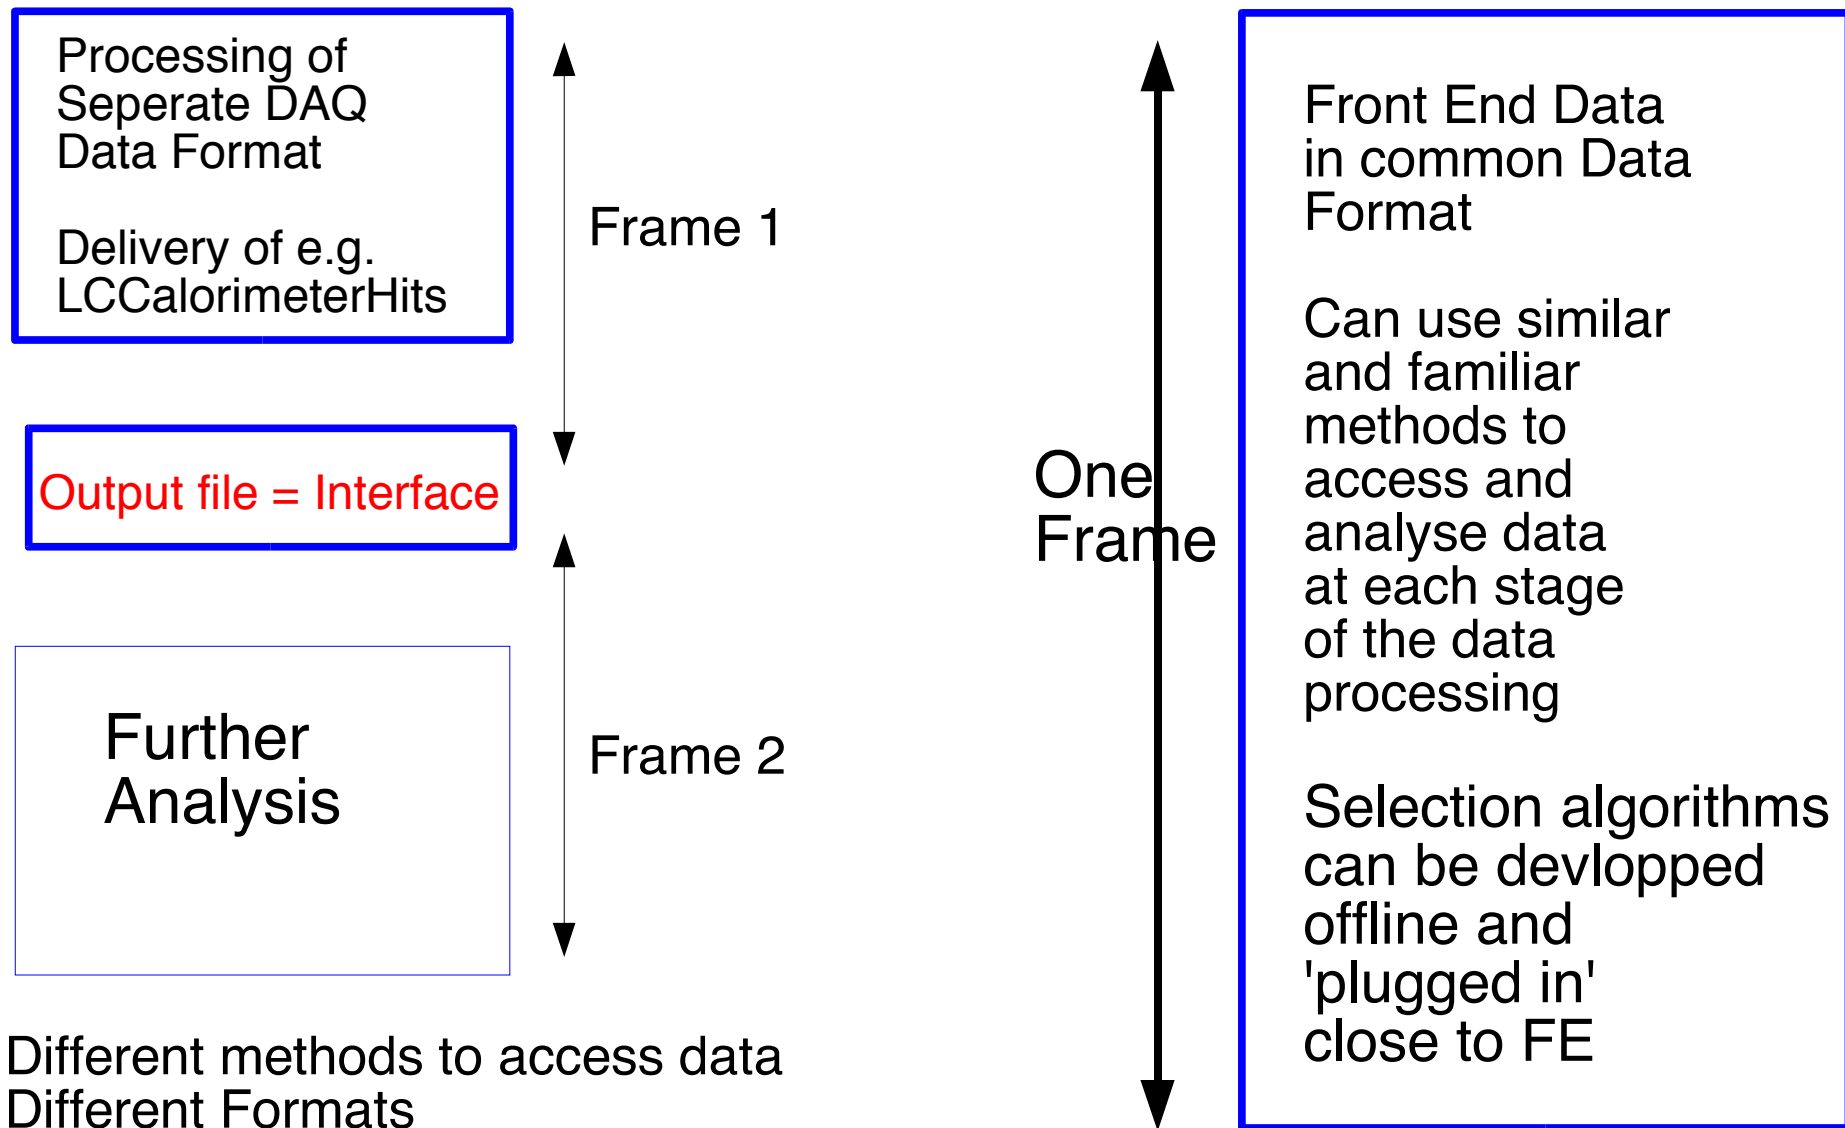 Processing of
Seperate DAQ
Data Format
Delivery of e.g.
LCCalorimeterHits
Frame 1
Output file = Interface
Further
Analysis
Frame 2
Different methods to access data
Different Formats
One
Frame
Front End Data
in common Data
Format
Can use similar
and familiar
methods to
access and
analyse data
at each stage
of the data
processing
Selection algorithms
can be devlopped
offline and
'plugged in'
close to FE